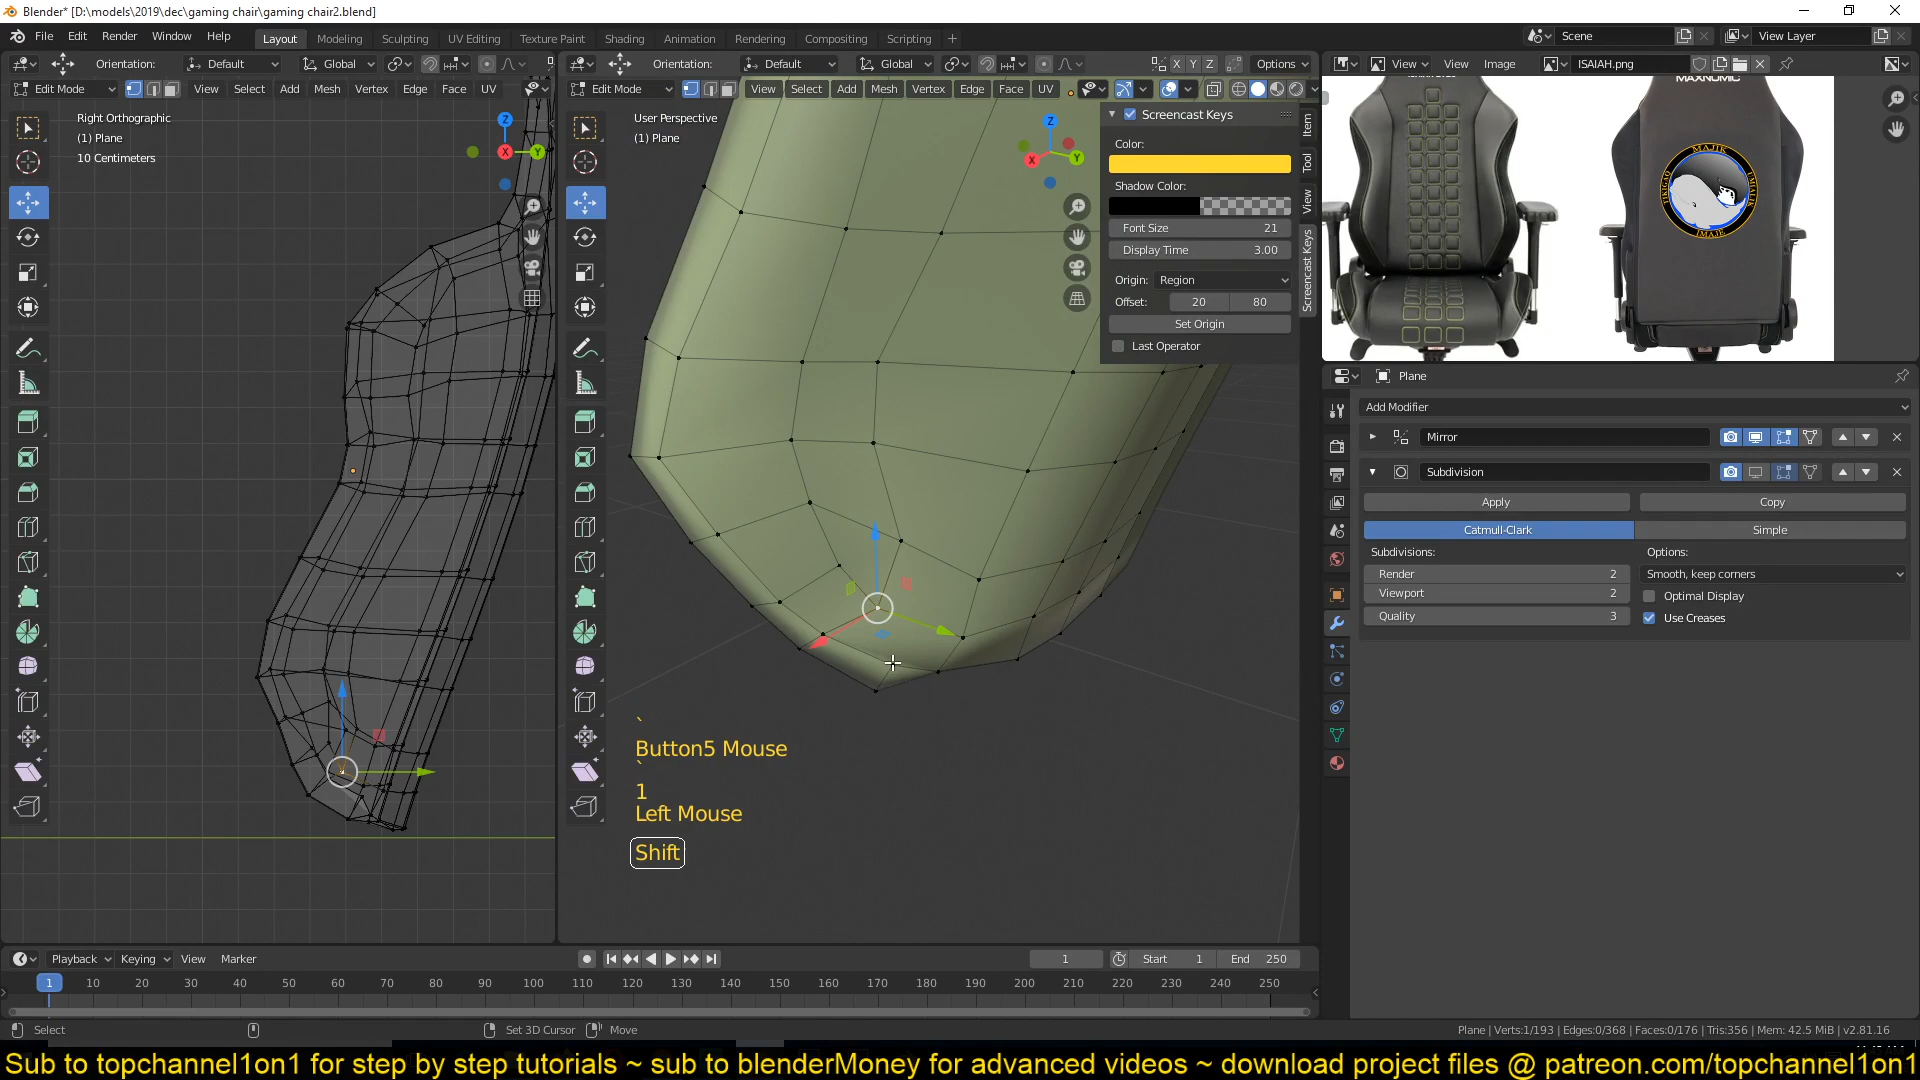 Blender* [D:\models\2019\dec\gaming chair\gaming chair2.blend]
File Edit Render Window Help Layout Modeling Sculpting UV Editing Texture Paint Shading Animation Rendering Compositing Scripting + Scene View Layer
Orientation: Default Global Orientation: Default Global X Y Z Options View View Image ISAIAH.png
Edit Mode View Select Add Mesh Vertex Edge Face UV Edit Mode View Select Add Mesh Vertex Edge Face UV
Right Orthographic
(1) Plane
10 Centimeters
User Perspective
(1) Plane
Z
X
Y
Z
X
Y
Screencast Keys
Color:
Shadow Color:
Font Size 21
Display Time 3.00
Origin: Region
Offset: 20 80
Set Origin
Last Operator
Item
Tool
View
Screencast Keys
MAXNOMIC
MAJIK
IMAJE
Plane
Add Modifier
Mirror
Subdivision
Apply Copy
Catmull-Clark Simple
Subdivisions: Options:
Render 2 Smooth, keep corners
Viewport 2 Optimal Display
Quality 3 Use Creases
`
Button5 Mouse
`
1
Left Mouse
Shift
Playback Keying View Marker 1 Start 1 End 250
1 10 20 30 40 50 60 70 80 90 100 110 120 130 140 150 160 170 180 190 200 210 220 230 240 250
Select Set 3D Cursor Move Plane | Verts:1/193 | Edges:0/368 | Faces:0/176 | Tris:356 | Mem: 42.5 MiB | v2.81.16
Sub to topchannel1on1 for step by step tutorials ~ sub to blenderMoney for advanced videos ~ download project files @ patreon.com/topchannel1on1